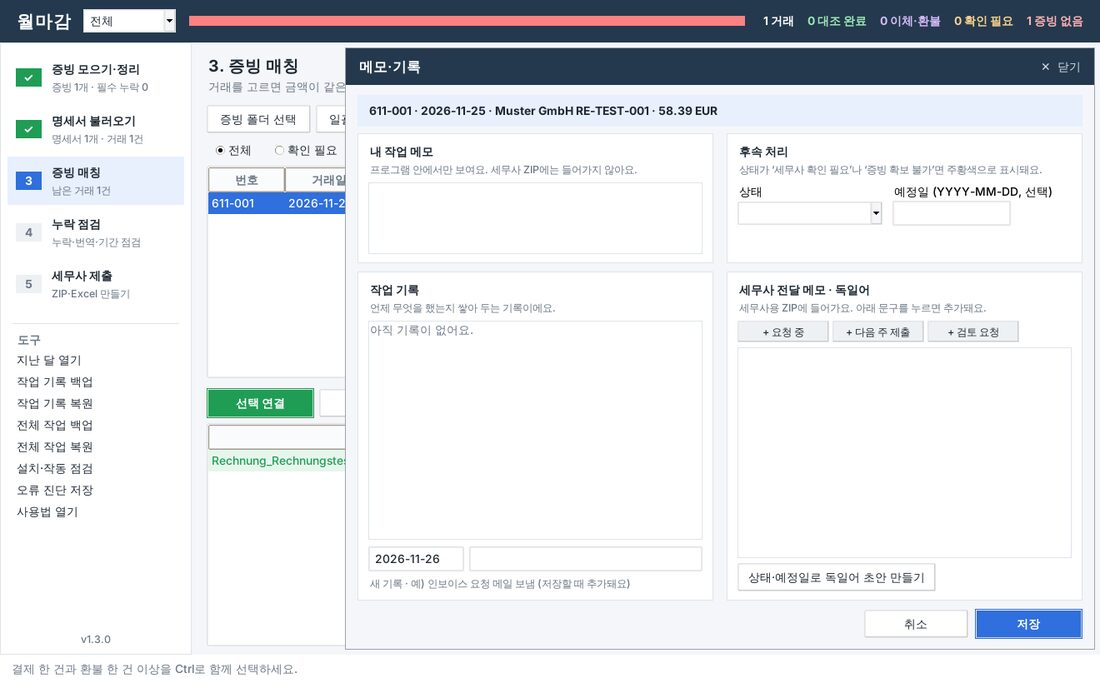 월마감
전체
1 거래 0 대조 완료 0 이체·환불 0 확인 필요 1 증빙 없음
증빙 모으기·정리
증빙 1개 · 필수 누락 0
명세서 불러오기
명세서 1개 · 거래 1건
3
증빙 매칭
남은 거래 1건
4
누락 점검
누락·번역·기간 점검
5
세무사 제출
ZIP·Excel 만들기
도구
지난 달 열기
작업 기록 백업
작업 기록 복원
전체 작업 백업
전체 작업 복원
설치·작동 점검
오류 진단 저장
사용법 열기
v1.3.0
3. 증빙 매칭
거래를 고르면 금액이 같은
증빙 폴더 선택
전체 확인 필요
번호 거래일
611-001 2026-11-2
선택 연결
Rechnung_Rechnungstes
메모·기록
× 닫기
611-001 · 2026-11-25 · Muster GmbH RE-TEST-001 · 58.39 EUR
내 작업 메모
프로그램 안에서만 보여요. 세무사 ZIP에는 들어가지 않아요.
후속 처리
상태가 ‘세무사 확인 필요’나 ‘증빙 확보 불가’면 주황색으로 표시돼요.
상태 예정일 (YYYY-MM-DD, 선택)
작업 기록
언제 무엇을 했는지 쌓아 두는 기록이에요.
아직 기록이 없어요.
2026-11-26
새 기록 · 예) 인보이스 요청 메일 보냄 (저장할 때 추가돼요)
세무사 전달 메모 · 독일어
세무사용 ZIP에 들어가요. 아래 문구를 누르면 추가돼요.
+ 요청 중 + 다음 주 제출 + 검토 요청
상태·예정일로 독일어 초안 만들기
취소 저장
결제 한 건과 환불 한 건 이상을 Ctrl로 함께 선택하세요.